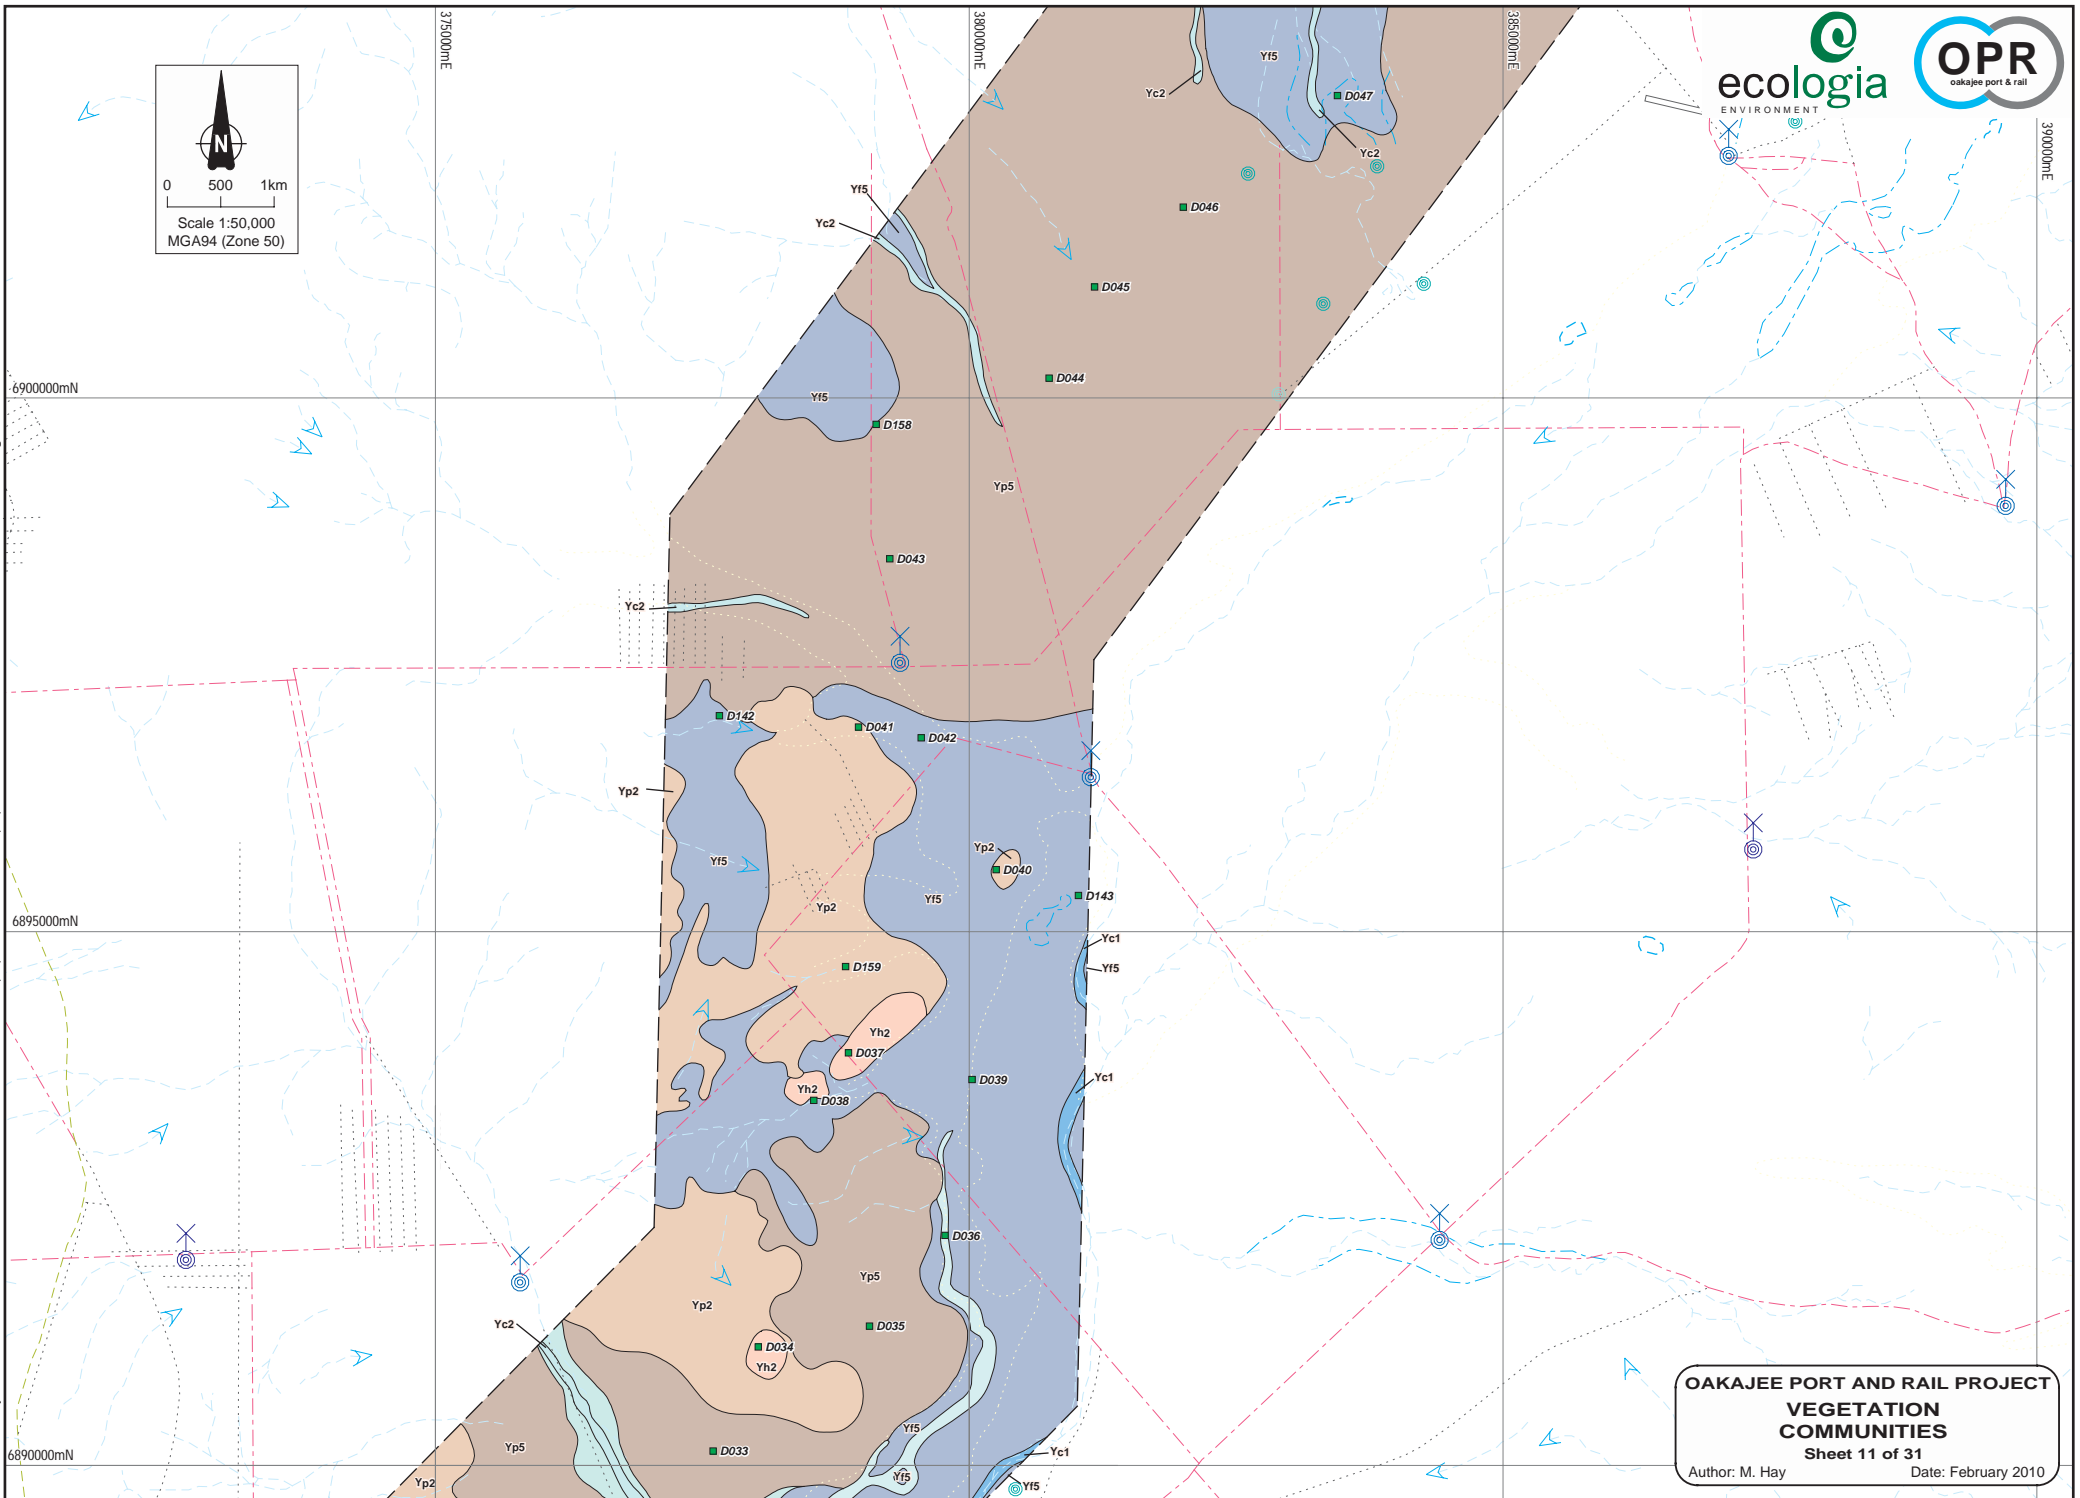 375000mE
380000mE
385000mE
390000mE
ecologia
ENVIRONMENT
OPR
oakajee port & rail
N
0 500 1km
Scale 1:50,000
MGA94 (Zone 50)
Yf5
Yc2
D047
Yc2
Yf5
D046
Yc2
D045
D044
6900000mN
Yf5
D158
Yp5
D043
Yc2
D142
D041
D042
Yp2
Yp2
Yf5
D040
Yf5
D143
Yp2
6895000mN
Yc1
D159
Yf5
Yh2
D037
D039
Yc1
Yh2
D038
D036
Yp5
Yp2
Yc2
D035
D034
Yh2
Yf5
Yp5
D033
Yc1
6890000mN
Yf5
Yp2
Yf5
OAKAJEE PORT AND RAIL PROJECT
VEGETATION
COMMUNITIES
Sheet 11 of 31
Author: M. Hay Date: February 2010